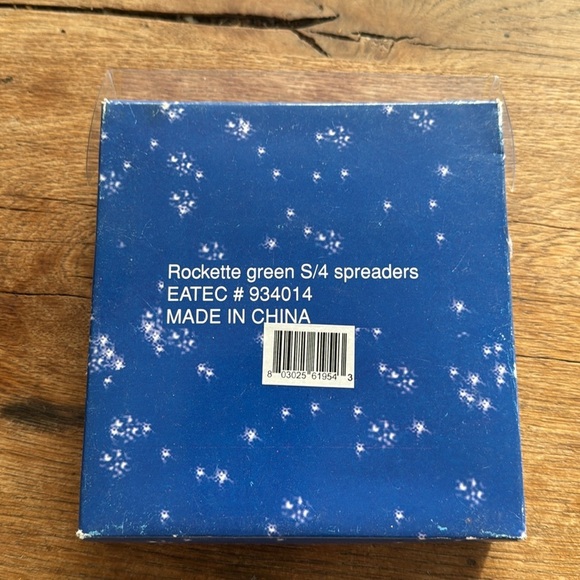 Rockette green S/4 spreaders
EATEC # 934014
MADE IN CHINA
8 03025 61954 3